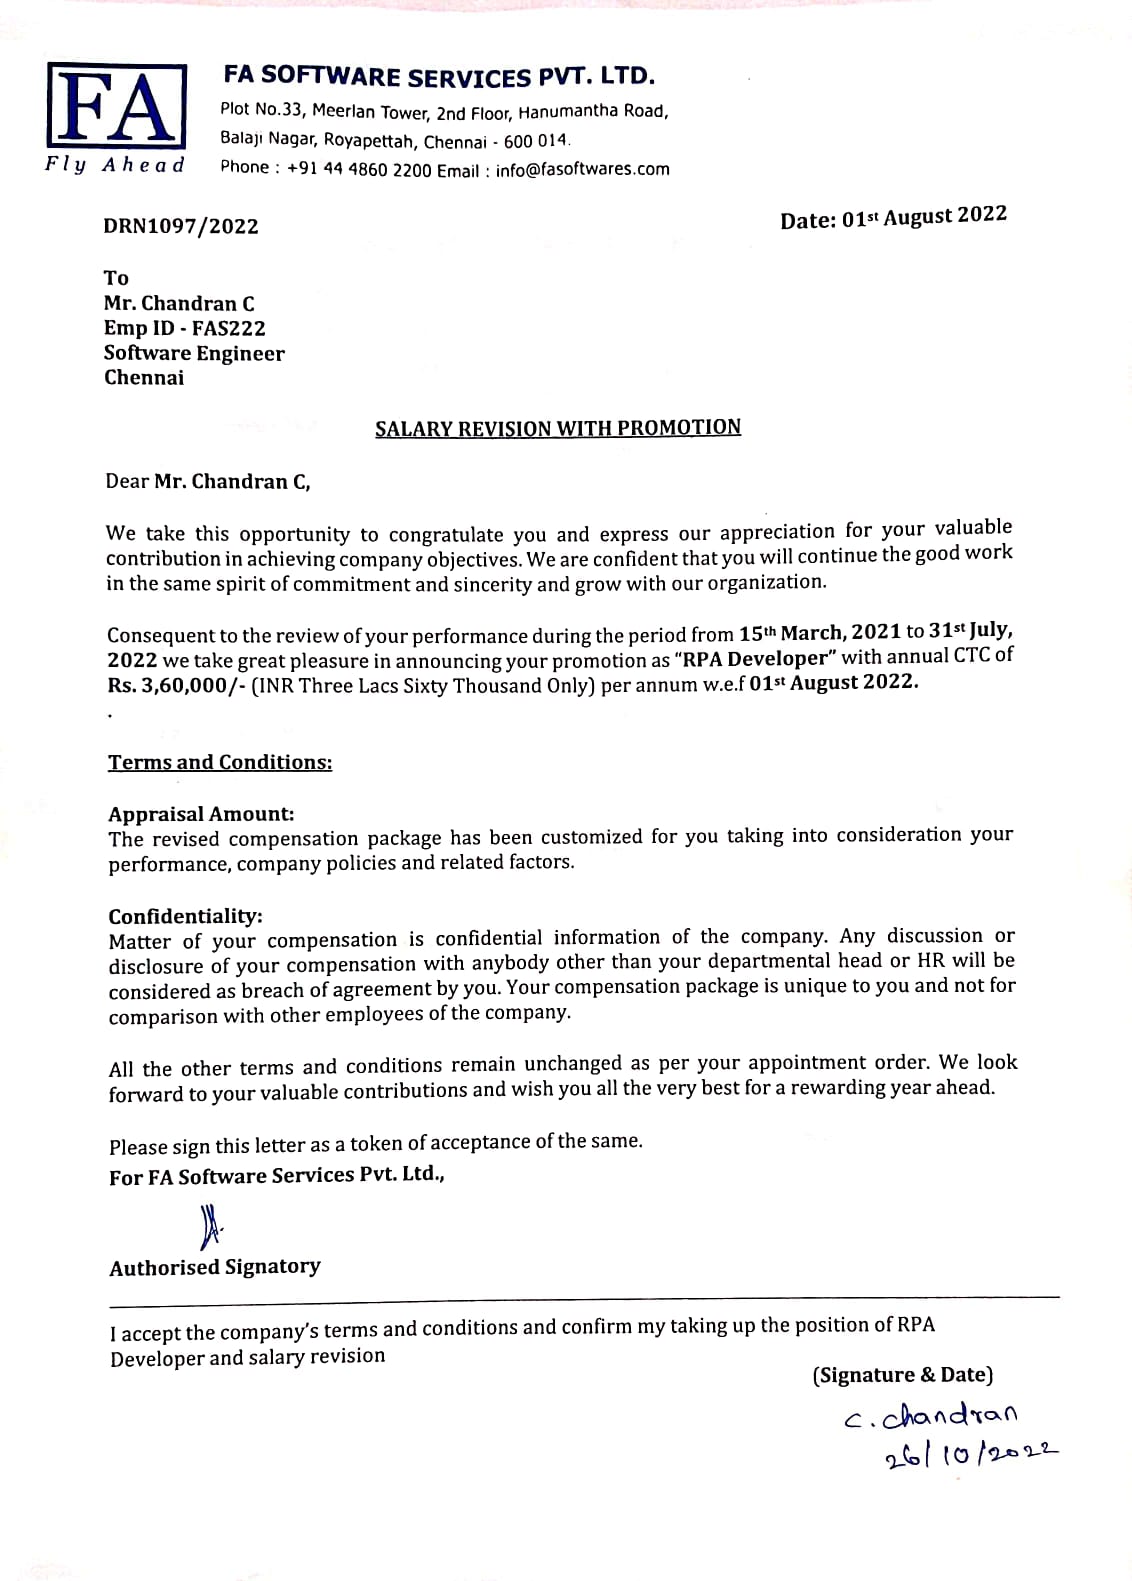 FA
Fly Ahead
FA SOFTWARE SERVICES PVT. LTD.
Plot No.33, Meerlan Tower, 2nd Floor, Hanumantha Road,
Balaji Nagar, Royapettah, Chennai - 600 014.
Phone : +91 44 4860 2200 Email : info@fasoftwares.com
DRN1097/2022
Date: 01st August 2022
To
Mr. Chandran C
Emp ID - FAS222
Software Engineer
Chennai
SALARY REVISION WITH PROMOTION
Dear Mr. Chandran C,
We take this opportunity to congratulate you and express our appreciation for your valuable
contribution in achieving company objectives. We are confident that you will continue the good work
in the same spirit of commitment and sincerity and grow with our organization.
Consequent to the review of your performance during the period from 15th March, 2021 to 31st July,
2022 we take great pleasure in announcing your promotion as “RPA Developer” with annual CTC of
Rs. 3,60,000/- (INR Three Lacs Sixty Thousand Only) per annum w.e.f 01st August 2022.
.
Terms and Conditions:
Appraisal Amount:
The revised compensation package has been customized for you taking into consideration your
performance, company policies and related factors.
Confidentiality:
Matter of your compensation is confidential information of the company. Any discussion or
disclosure of your compensation with anybody other than your departmental head or HR will be
considered as breach of agreement by you. Your compensation package is unique to you and not for
comparison with other employees of the company.
All the other terms and conditions remain unchanged as per your appointment order. We look
forward to your valuable contributions and wish you all the very best for a rewarding year ahead.
Please sign this letter as a token of acceptance of the same.
For FA Software Services Pvt. Ltd.,
Authorised Signatory
I accept the company’s terms and conditions and confirm my taking up the position of RPA
Developer and salary revision
(Signature & Date)
C. Chandran
26/10/2022